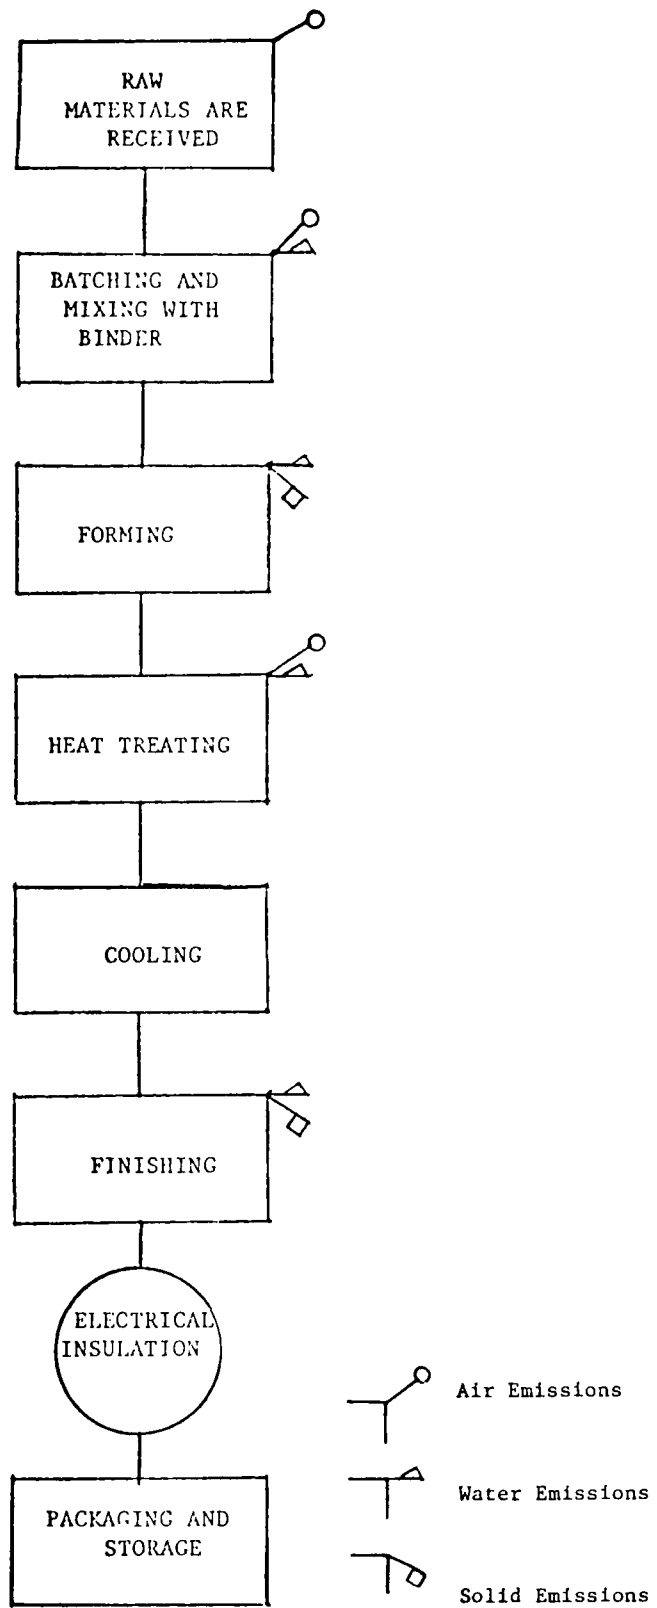 RAW
MATERIALS ARE
RECEIVED
BATCHING AND
MIXING WITH
BINDER
FORMING
HEAT TREATING
COOLING
FINISHING
ELECTRICAL
INSULATION
PACKAGING AND
STORAGE
Air Emissions
Water Emissions
Solid Emissions